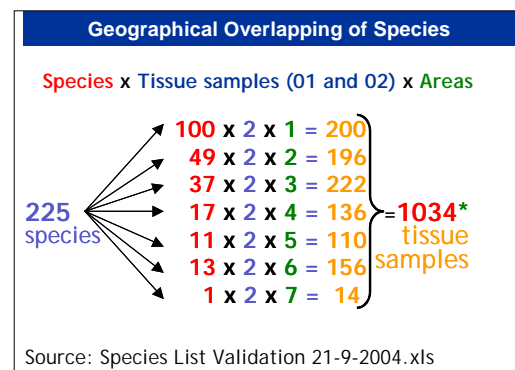 Geographical Overlapping of Species
Species x Tissue samples (01 and 02) x Areas
100 x 2 x 1 = 200
49 x 2 x 2 = 196
37 x 2 x 3 = 222
17 x 2 x 4 = 136
11 x 2 x 5 = 110
13 x 2 x 6 = 156
1 x 2 x 7 = 14
225
species
=1034*
tissue
samples
Source: Species List Validation 21-9-2004.xls